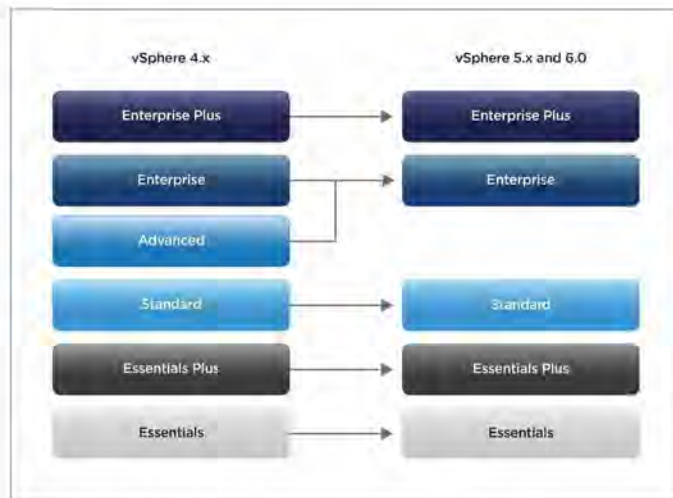 vSphere 4.x
vSphere 5.x and 6.0
Enterprise Plus
Enterprise Plus
Enterprise
Enterprise
Advanced
Standard
Standard
Essentials Plus
Essentials Plus
Essentials
Essentials